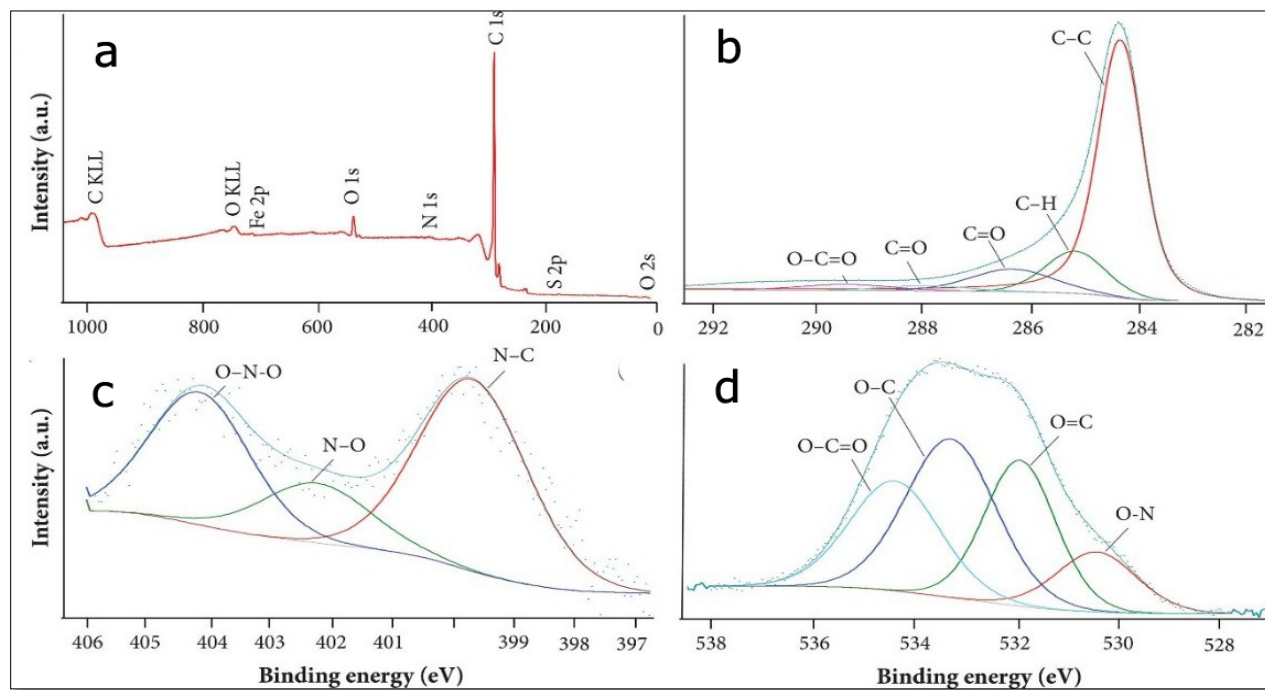 a
Intensity (a.u.)
C KLL
O KLL
Fe 2p
O 1s
N 1s
C 1s
S 2p
O 2s
1000 800 600 400 200 0
b
C–C
C–H
C=O
C=O
O–C=O
292 290 288 286 284 282
c
Intensity (a.u.)
O–N-O
N–O
N–C
(
406 405 404 403 402 401 399 398 397
Binding energy (eV)
d
O–C
O=C
O–C=O
O-N
538 536 534 532 530 528
Binding energy (eV)